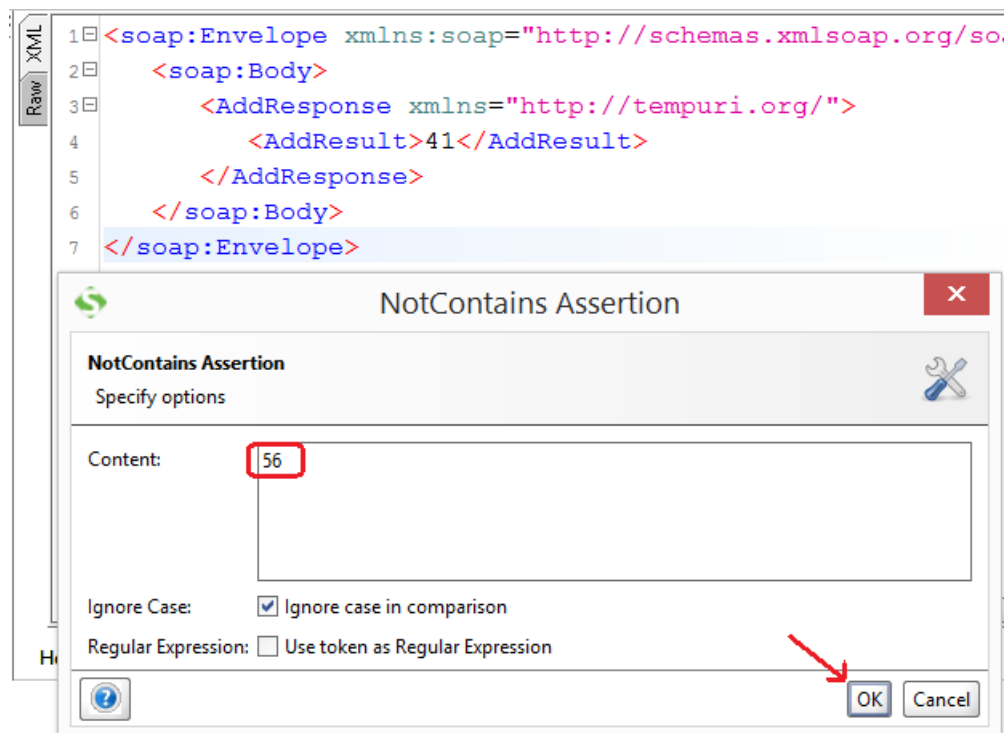 XML
Raw
1 <soap:Envelope xmlns:soap="http://schemas.xmlsoap.org/so
2 <soap:Body>
3 <AddResponse xmlns="http://tempuri.org/">
4 <AddResult>41</AddResult>
5 </AddResponse>
6 </soap:Body>
7 </soap:Envelope>
NotContains Assertion
NotContains Assertion
Specify options
Content: 56
Ignore Case: Ignore case in comparison
Regular Expression: Use token as Regular Expression
OK Cancel